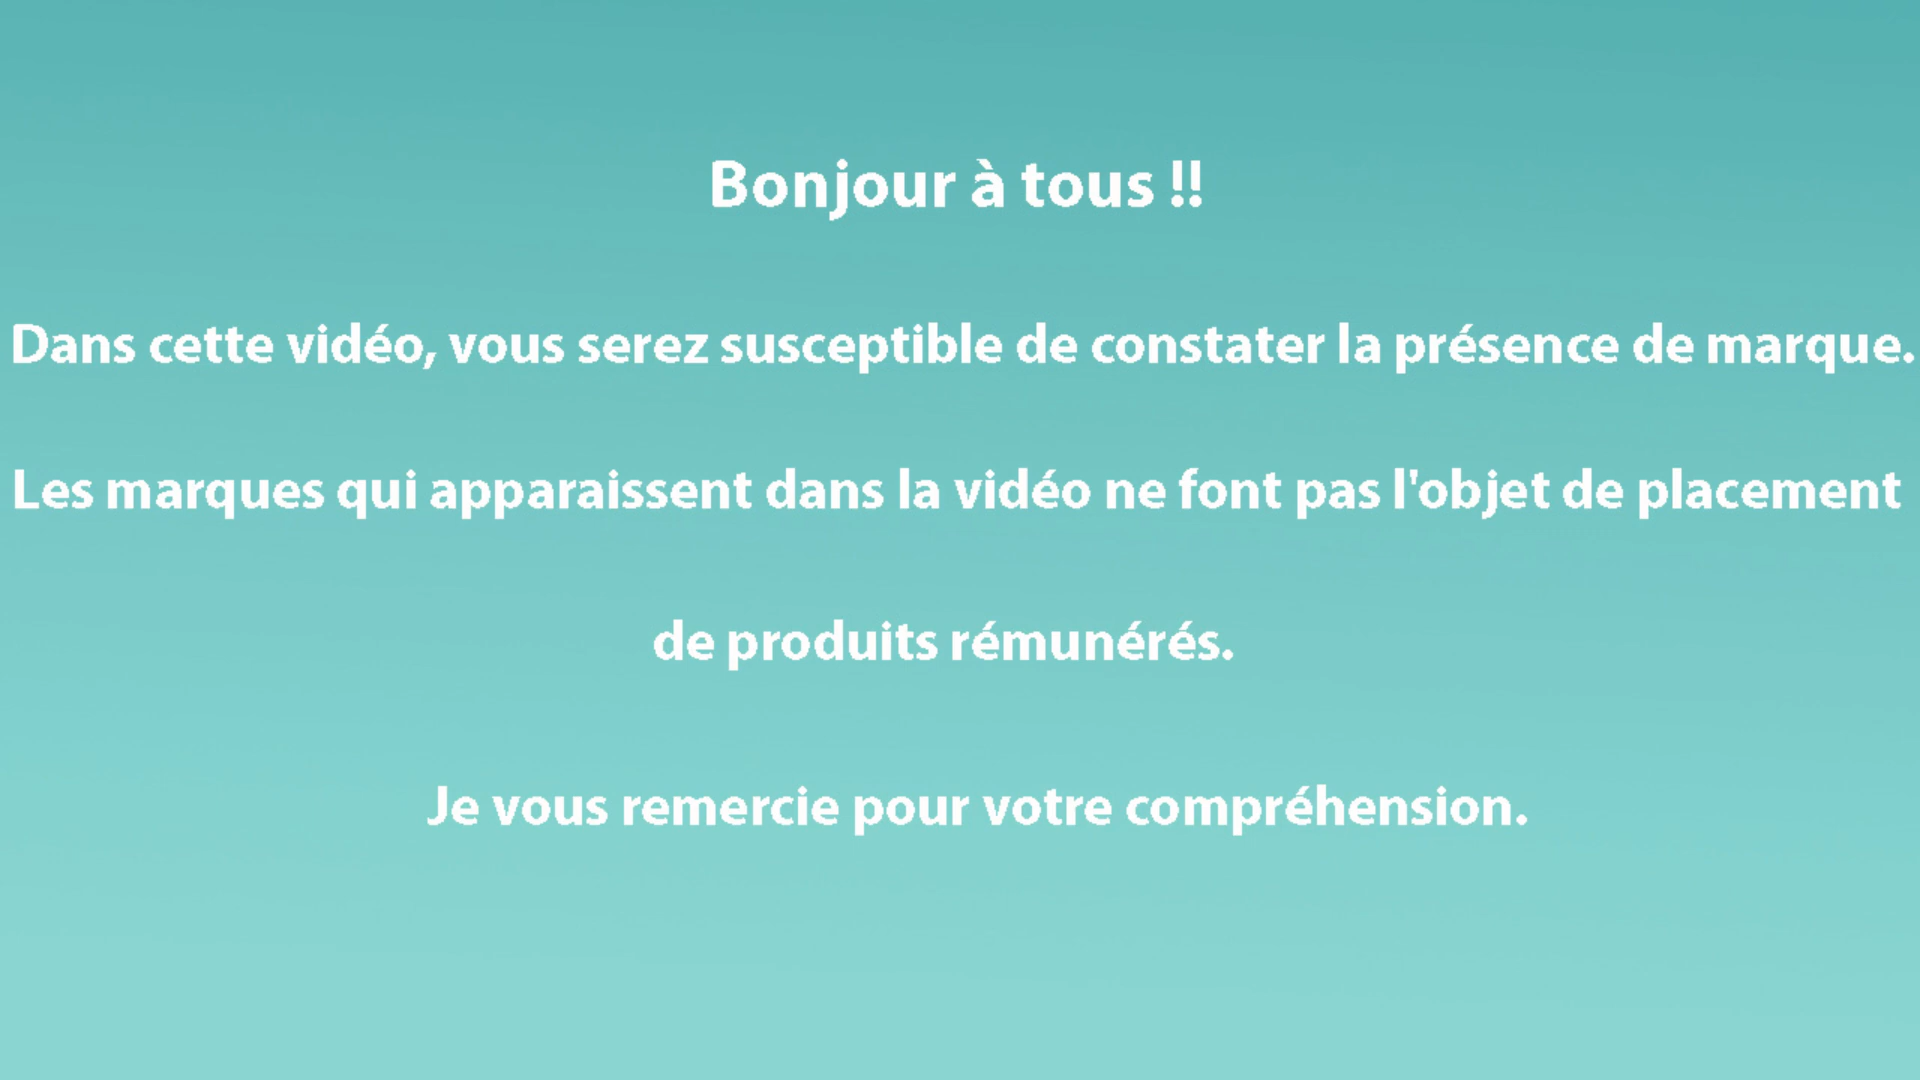 Bonjour à tous !!
Dans cette vidéo, vous serez susceptible de constater la présence de marque.
Les marques qui apparaissent dans la vidéo ne font pas l'objet de placement
de produits rémunérés.
Je vous remercie pour votre compréhension.